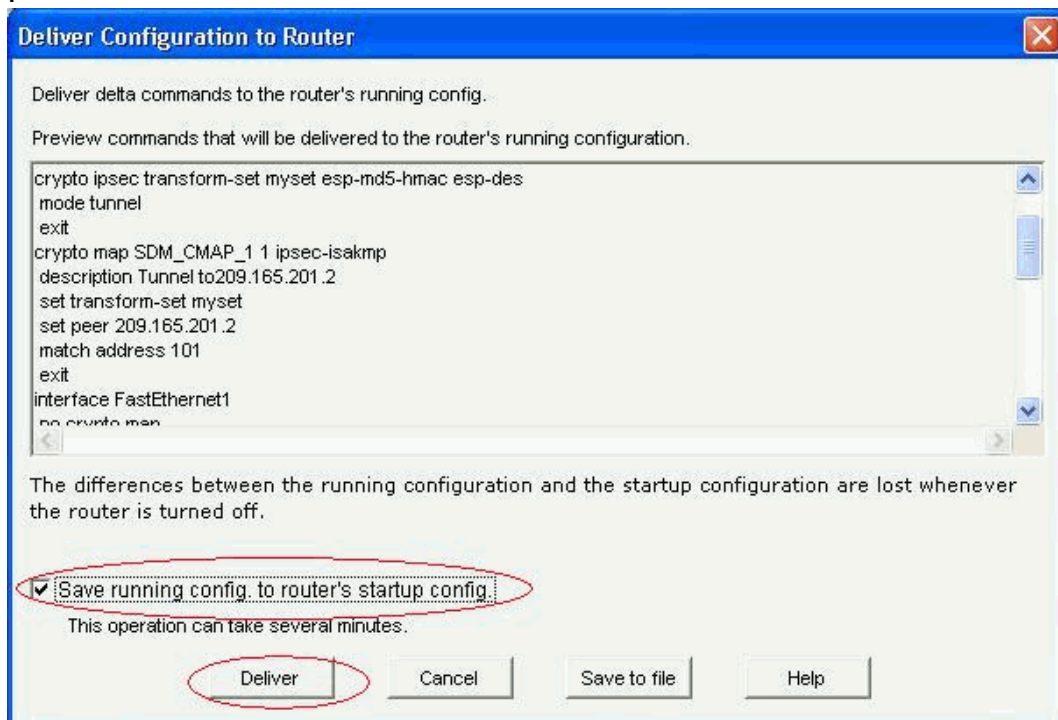 Deliver Configuration to Router
Deliver delta commands to the router's running config.
Preview commands that will be delivered to the router's running configuration.
crypto ipsec transform-set myset esp-md5-hmac esp-des
mode tunnel
exit
crypto map SDM_CMAP_1 1 ipsec-isakmp
description Tunnel to209.165.201.2
set transform-set myset
set peer 209.165.201.2
match address 101
exit
interface FastEthernet1
no crypto map
The differences between the running configuration and the startup configuration are lost whenever
the router is turned off.
Save running config. to router's startup config.
This operation can take several minutes.
Deliver Cancel Save to file Help